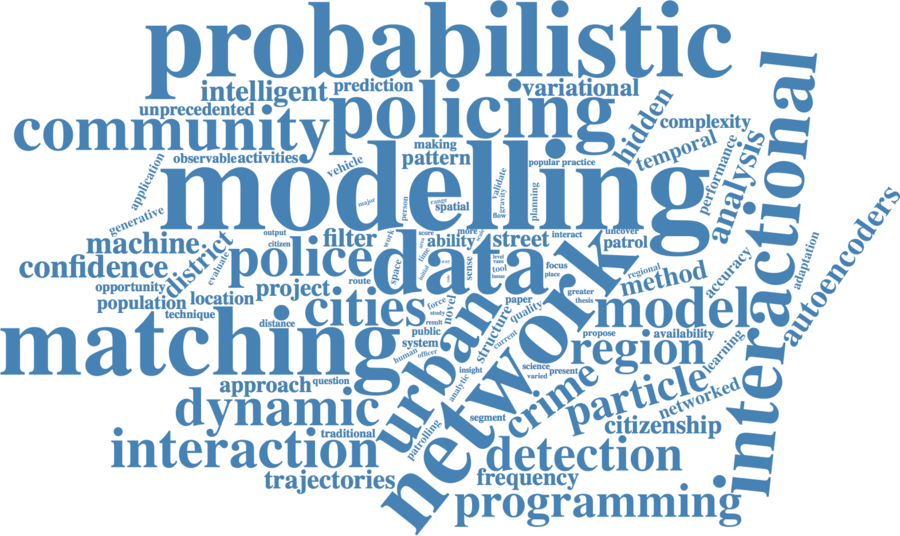 probabilistic
intelligent
prediction
variational
unprecedented
policing
community
hidden
complexity
interactional
making
pattern
observable
activities
vehicle
popular practice
temporal
performance
analysis
application
modelling
major
person
range
spatial
validate
gravity
flow
planning
generative
output
citizen
machine
district
filter
work
score
more
ability
street
interact
uncover
patrol
confidence
evaluate
police
data
space
time
sense
level
tool
issue
focus
place
regional
method
accuracy
adaptation
autoencoders
opportunity
population
location
project
route
technique
distance
cities
force
study
result
public
novel
paper
quality
greater
thesis
model
matching
system
urban
structure
current
network
propose
region
availability
learning
human
officer
approach
question
analytic
insight
science
varied
present
crime
particle
networked
dynamic
segment
citizenship
interaction
traditional
patrolling
detection
trajectories
frequency
programming